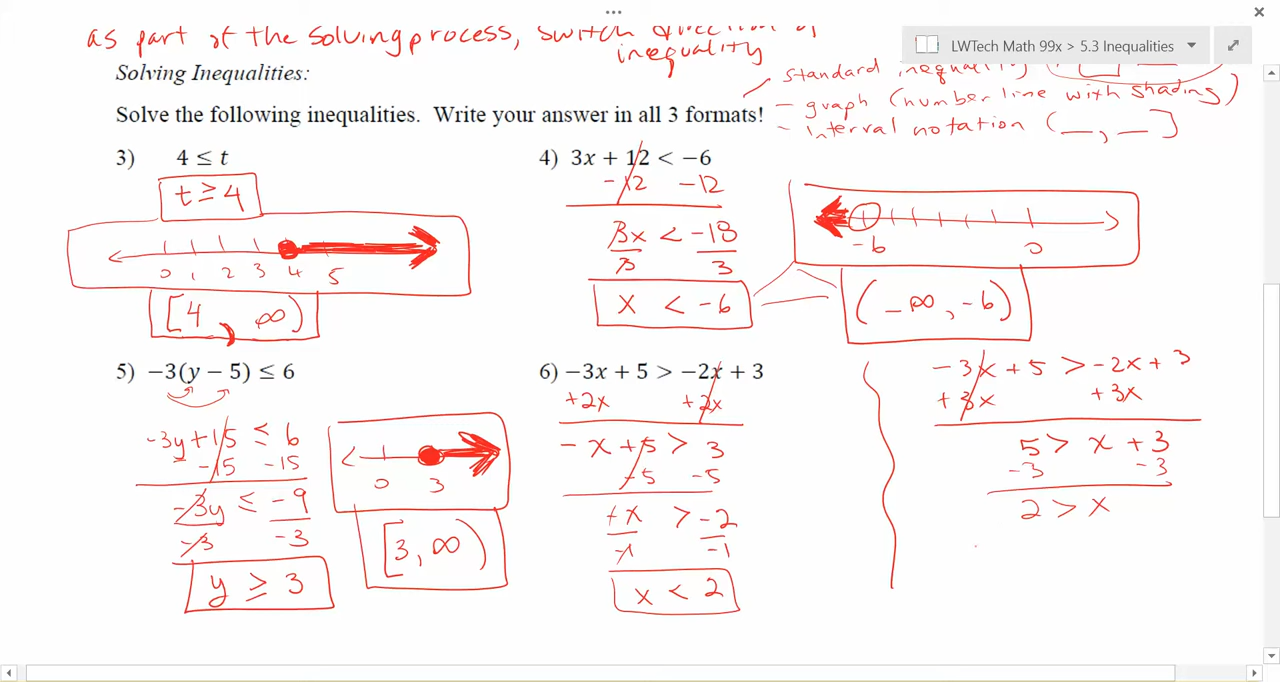 as part of the solving process, switch direction of
inequality
LWTech Math 99x > 5.3 Inequalities
Solving Inequalities:
standard inequality
Solve the following inequalities. Write your answer in all 3 formats!
- graph (number line with shading)
- Interval notation (__,__]
3) 4 ≤ t
t ≥ 4
0 1 2 3 4 5
[4, ∞)
4) 3x + 12 < −6
-12 -12
3x < -18
3 3
x < -6
-6 0
(-∞, -6)
5) −3(y − 5) ≤ 6
-3y+15 ≤ 6
-15 -15
-3y ≤ -9
-3 -3
y ≥ 3
0 3
[3, ∞)
6) −3x + 5 > −2x + 3
+2x +2x
-x + 5 > 3
-5 -5
-x > -2
-1 -1
x < 2
-3x + 5 > -2x + 3
+3x +3x
5 > x + 3
-3 -3
2 > x